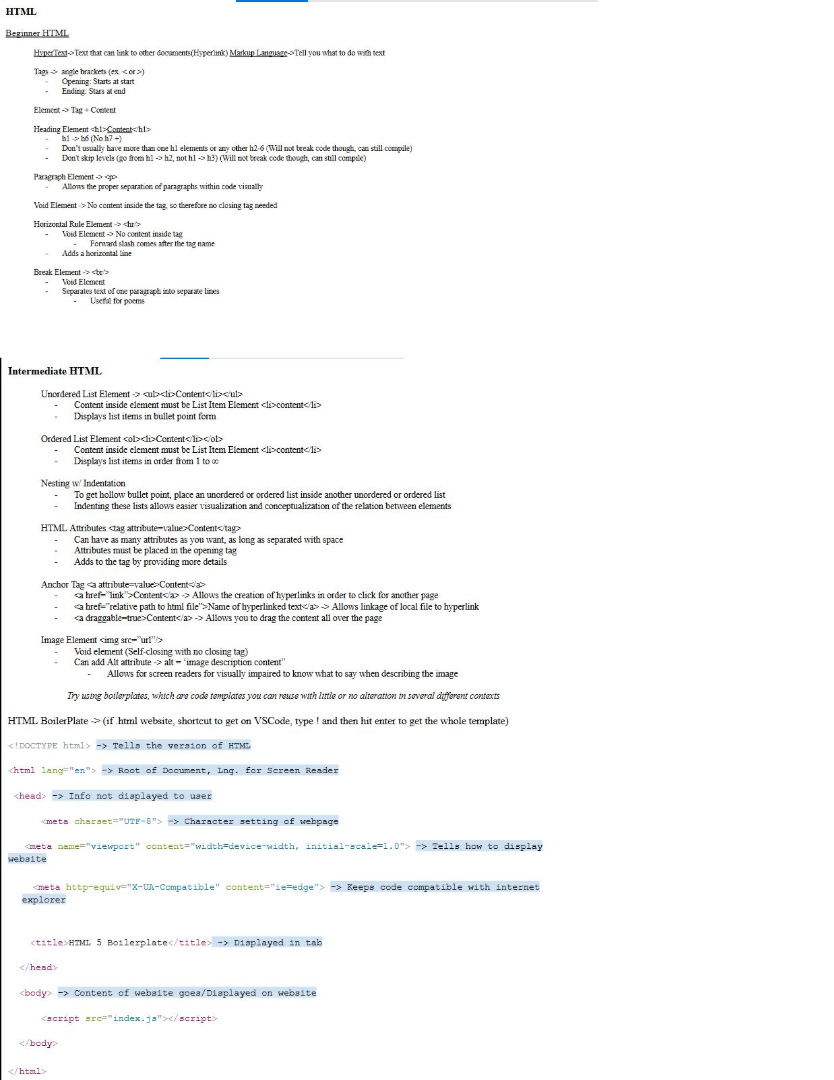 HTML
Beginner HTML
HyperText->Text that can link to other documents(Hyperlink) Markup Language->Tell you what to do with text
Tags -> angle brackets (ex. < or >)
- Opening: Starts at start
- Ending: Stars at end
Element -> Tag + Content
Heading Element <h1>Content</h1>
- h1 -> h6 (No h7 +)
- Don't usually have more than one h1 elements or any other h2-6 (Will not break code though, can still compile)
- Don't skip levels (go from h1 -> h2, not h1 -> h3) (Will not break code though, can still compile)
Paragraph Element -> <p>
- Allows the proper separation of paragraphs within code visually
Void Element -> No content inside the tag, so therefore no closing tag needed
Horizontal Rule Element -> <hr/>
- Void Element -> No content inside tag
- Forward slash comes after the tag name
- Adds a horizontal line
Break Element -> <br/>
- Void Element
- Separates text of one paragraph into separate lines
- Useful for poems
Intermediate HTML
Unordered List Element -> <ul><li>Content</li></ul>
- Content inside element must be List Item Element <li>content</li>
- Displays list items in bullet point form
Ordered List Element <ol><li>Content</li></ol>
- Content inside element must be List Item Element <li>content</li>
- Displays list items in order from 1 to ∞
Nesting w/ Indentation
- To get hollow bullet point, place an unordered or ordered list inside another unordered or ordered list
- Indenting these lists allows easier visualization and conceptualization of the relation between elements
HTML Attributes <tag attribute=value>Content</tag>
- Can have as many attributes as you want, as long as separated with space
- Attributes must be placed in the opening tag
- Adds to the tag by providing more details
Anchor Tag <a attribute=value>Content</a>
- <a href="link">Content</a> -> Allows the creation of hyperlinks in order to click for another page
- <a href="relative path to html file">Name of hyperlinked text</a> -> Allows linkage of local file to hyperlink
- <a draggable=true>Content</a> -> Allows you to drag the content all over the page
Image Element <img src="url"/>
- Void element (Self-closing with no closing tag)
- Can add Alt attribute -> alt = "image description content"
- Allows for screen readers for visually impaired to know what to say when describing the image
Try using boilerplates, which are code templates you can reuse with little or no alteration in several different contexts
HTML BoilerPlate -> (if .html website, shortcut to get on VSCode, type ! and then hit enter to get the whole template)
<!DOCTYPE html> -> Tells the version of HTML
<html lang="en"> -> Root of Document, Lng. for Screen Reader
<head> -> Info not displayed to user
<meta charset="UTF-8"> -> Character setting of webpage
<meta name="viewport" content="width=device-width, initial-scale=1.0"> -> Tells how to display
website
<meta http-equiv="X-UA-Compatible" content="ie=edge"> -> Keeps code compatible with internet
explorer
<title>HTML 5 Boilerplate</title> -> Displayed in tab
</head>
<body> -> Content of website goes/Displayed on website
<script src="index.js"></script>
</body>
</html>